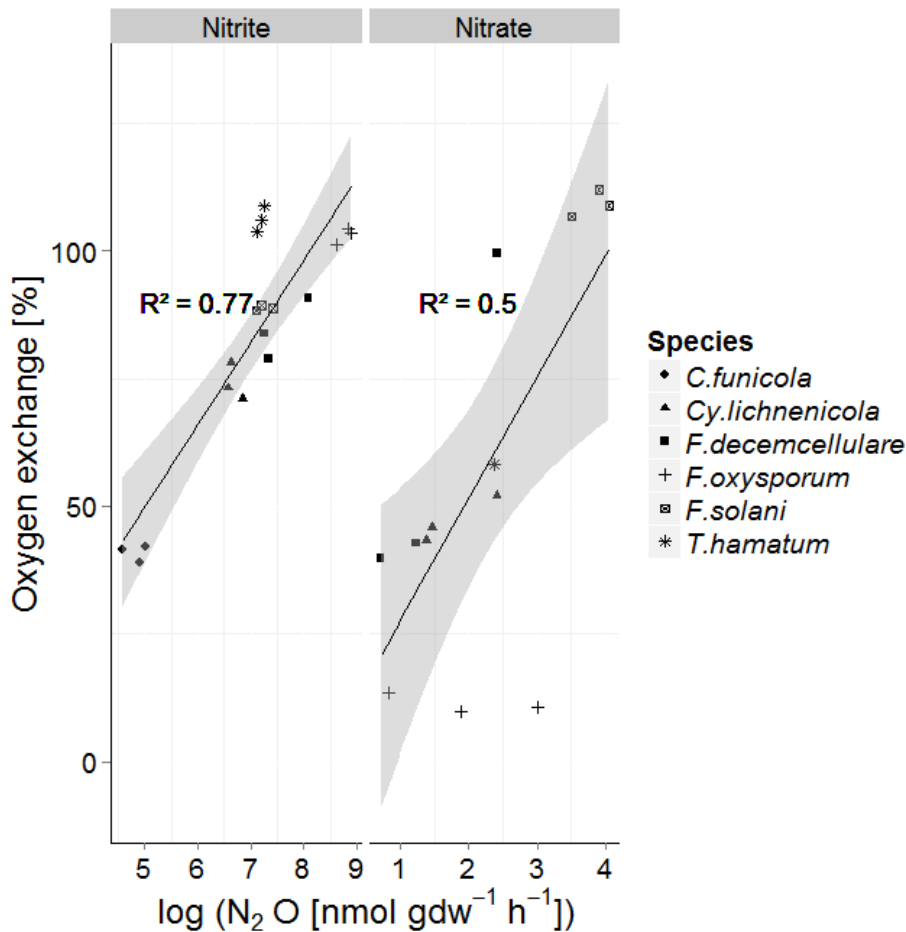 Nitrite
Nitrate
100
50
0
R² = 0.77
R² = 0.5
5 6 7 8 9
1 2 3 4
Oxygen exchange [%]
log (N₂ O [nmol gdw⁻¹ h⁻¹])
Species
C.funicola
Cy.lichnenicola
F.decemcellulare
F.oxysporum
F.solani
T.hamatum